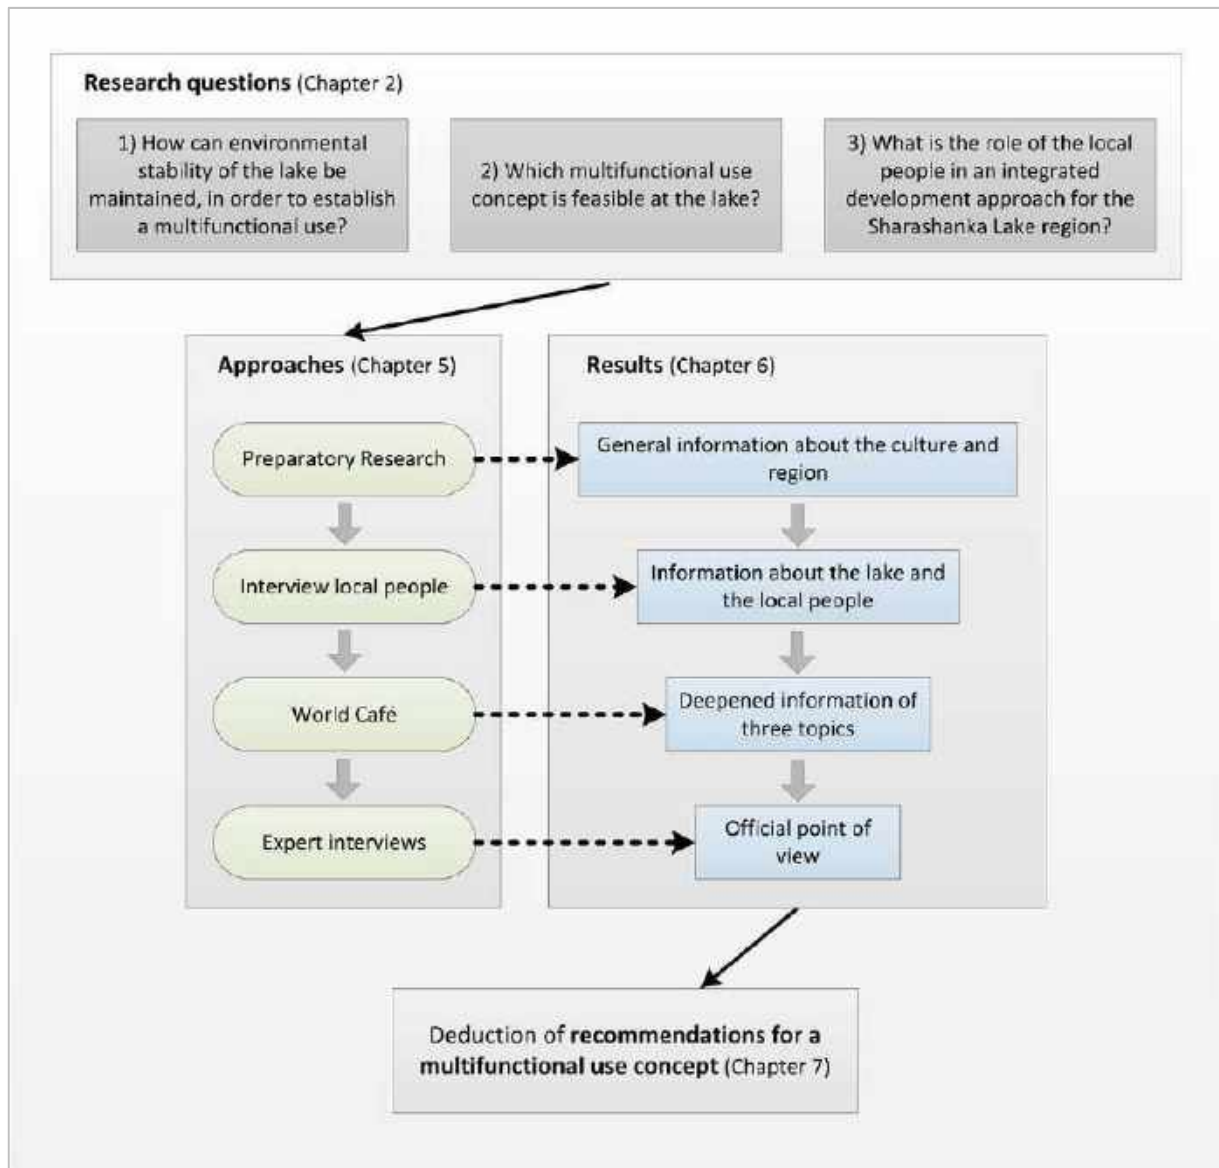 Research questions (Chapter 2)
1) How can environmental
stability of the lake be
maintained, in order to establish
a multifunctional use?
2) Which multifunctional use
concept is feasible at the lake?
3) What is the role of the local
people in an integrated
development approach for the
Sharashanka Lake region?
Approaches (Chapter 5)
Preparatory Research
Interview local people
World Café
Expert interviews
Results (Chapter 6)
General information about the culture and
region
Information about the lake and
the local people
Deepened information of
three topics
Official point of
view
Deduction of recommendations for a
multifunctional use concept (Chapter 7)